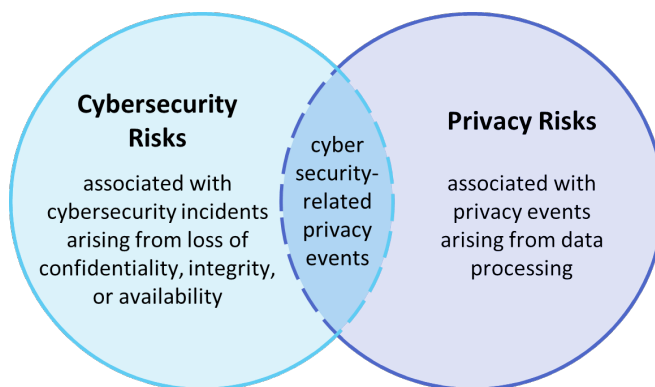 Cybersecurity
Risks
associated with
cybersecurity incidents
arising from loss of
confidentiality, integrity,
or availability
cyber
security-
related
privacy
events
Privacy Risks
associated with
privacy events
arising from data
processing